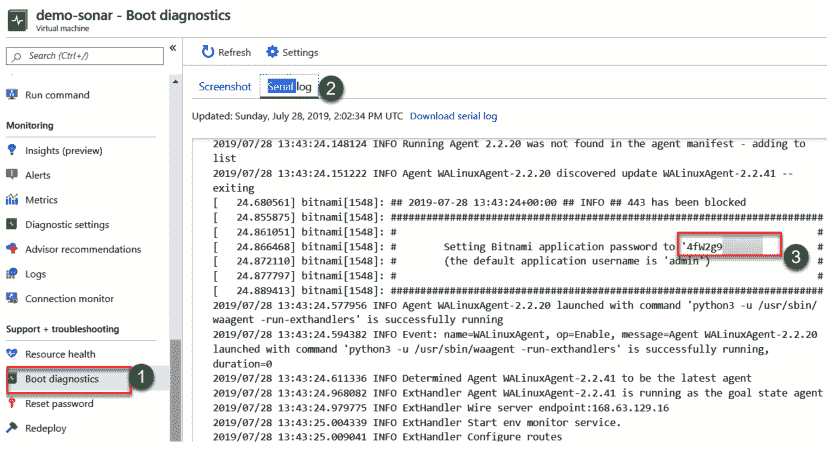 demo-sonar - Boot diagnostics
Virtual machine
Search (Ctrl+/)
«
Run command
Monitoring
Insights (preview)
Alerts
Metrics
Diagnostic settings
Advisor recommendations
Logs
Connection monitor
Support + troubleshooting
Resource health
Boot diagnostics
1
Reset password
Redeploy
Refresh
Settings
Screenshot
Serial log
2
Updated: Sunday, July 28, 2019, 2:02:34 PM UTC
Download serial log
2019/07/28 13:43:24.148124 INFO Running Agent 2.2.20 was not found in the agent manifest - adding to
list
2019/07/28 13:43:24.151222 INFO Agent WALinuxAgent-2.2.20 discovered update WALinuxAgent-2.2.41 --
exiting
[   24.680561] bitnami[1548]: ## 2019-07-28 13:43:24+00:00 ## INFO ## 443 has been blocked
[   24.855875] bitnami[1548]: #########################################################################
[   24.861051] bitnami[1548]: #                                                                       #
[   24.866468] bitnami[1548]: #        Setting Bitnami application password to '4fW2g9                #
3
[   24.872110] bitnami[1548]: #        (the default application username is 'admin')                   #
[   24.877797] bitnami[1548]: #                                                                       #
[   24.889413] bitnami[1548]: #########################################################################
2019/07/28 13:43:24.577956 INFO Agent WALinuxAgent-2.2.20 launched with command 'python3 -u /usr/sbin/
waagent -run-exthandlers' is successfully running
2019/07/28 13:43:24.594382 INFO Event: name=WALinuxAgent, op=Enable, message=Agent WALinuxAgent-2.2.20
launched with command 'python3 -u /usr/sbin/waagent -run-exthandlers' is successfully running,
duration=0
2019/07/28 13:43:24.611336 INFO Determined Agent WALinuxAgent-2.2.41 to be the latest agent
2019/07/28 13:43:24.968082 INFO ExtHandler Agent WALinuxAgent-2.2.41 is running as the goal state agent
2019/07/28 13:43:24.979775 INFO ExtHandler Wire server endpoint:168.63.129.16
2019/07/28 13:43:25.004339 INFO ExtHandler Start env monitor service.
2019/07/28 13:43:25.009041 INFO ExtHandler Configure routes